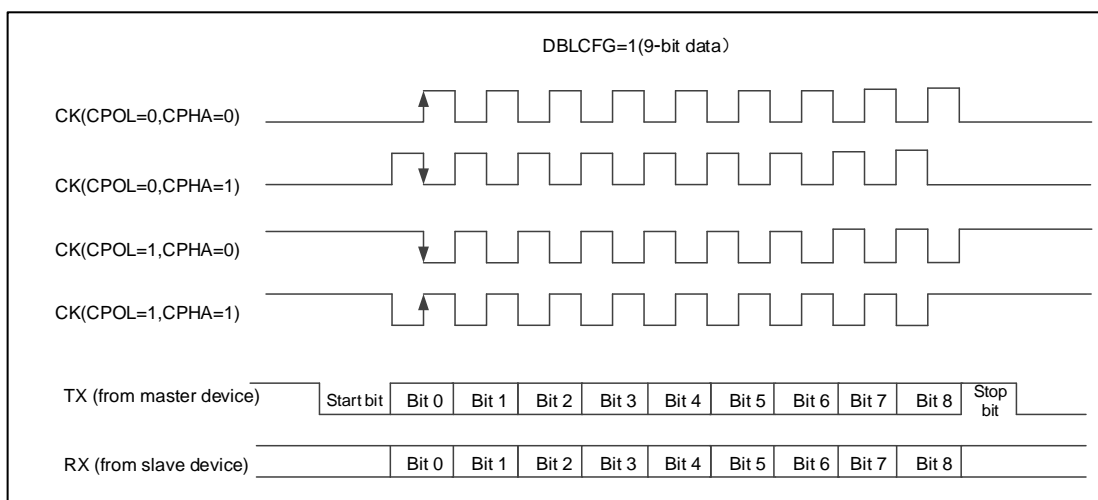 DBLCFG=1(9-bit data）
CK(CPOL=0,CPHA=0)
CK(CPOL=0,CPHA=1)
CK(CPOL=1,CPHA=0)
CK(CPOL=1,CPHA=1)
TX (from master device) Start bit Bit 0 Bit 1 Bit 2 Bit 3 Bit 4 Bit 5 Bit 6 Bit 7 Bit 8 Stop bit
RX (from slave device) Bit 0 Bit 1 Bit 2 Bit 3 Bit 4 Bit 5 Bit 6 Bit 7 Bit 8